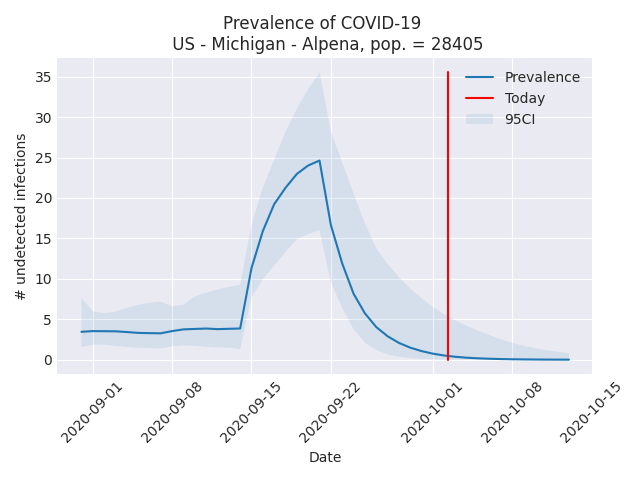 Prevalence of COVID-19
US - Michigan - Alpena, pop. = 28405
# undetected infections
35
30
25
20
15
10
5
0
Prevalence
Today
95CI
2020-09-01
2020-09-08
2020-09-15
2020-09-22
2020-10-01
2020-10-08
2020-10-15
Date